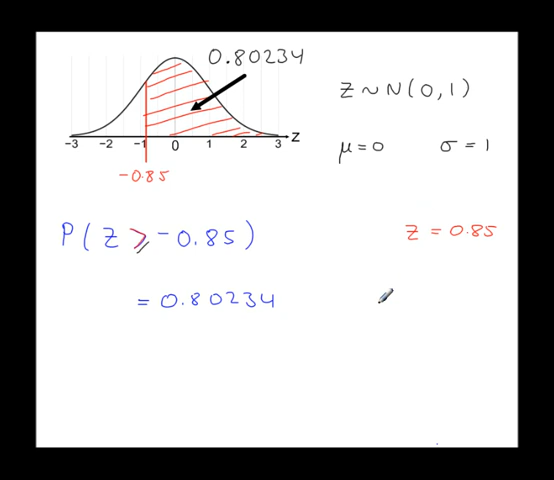 0.80234
Z ~ N(0,1)
-3 -2 -1 0 1 2 3 Z
μ = 0 σ = 1
-0.85
P(Z ⩾ -0.85)
Z = 0.85
= 0.80234